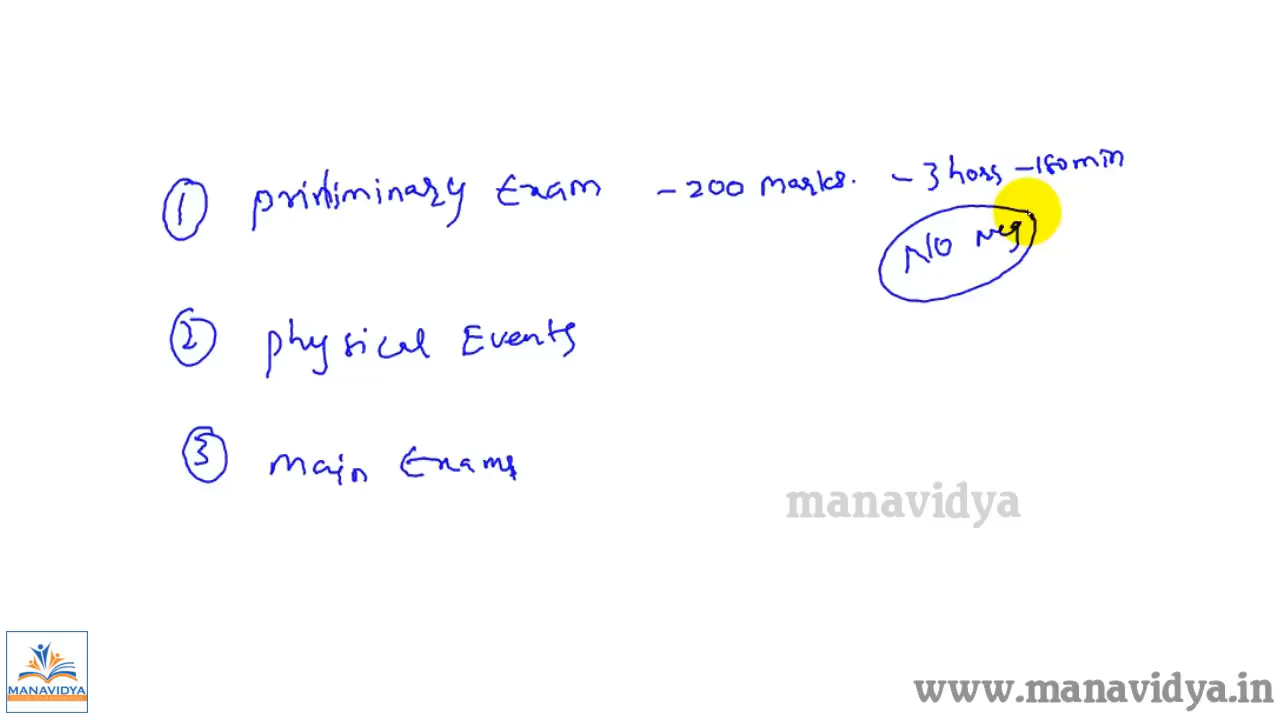 1 priliminary Exam - 200 marks. - 3 hors - 180 min
No neg
2 physical Events
3 main Exams
manavidya
MANAVIDYA
www.manavidya.in